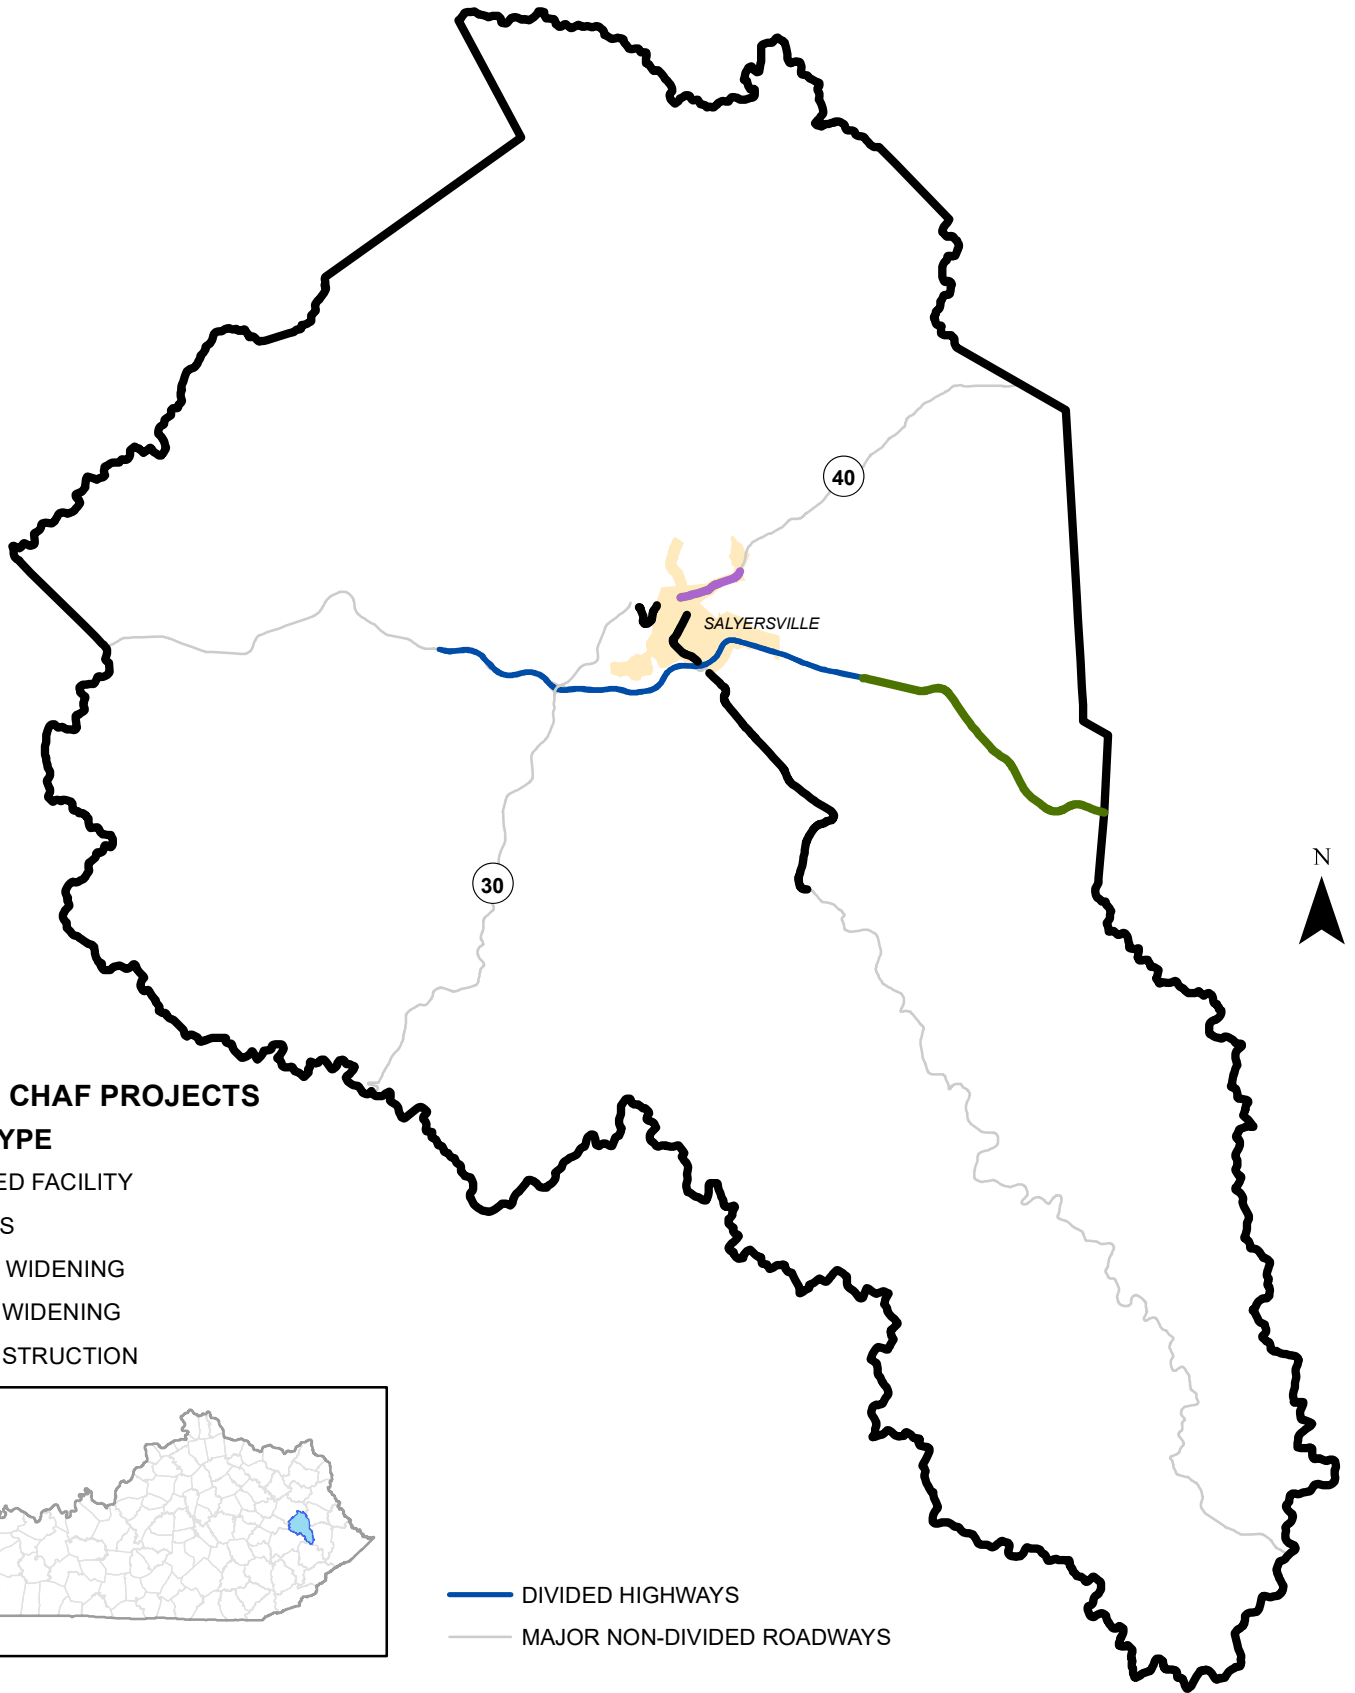 40
SALYERSVILLE
N
30
CHAF PROJECTS
YPE
ED FACILITY
S
WIDENING
WIDENING
STRUCTION
DIVIDED HIGHWAYS
MAJOR NON-DIVIDED ROADWAYS